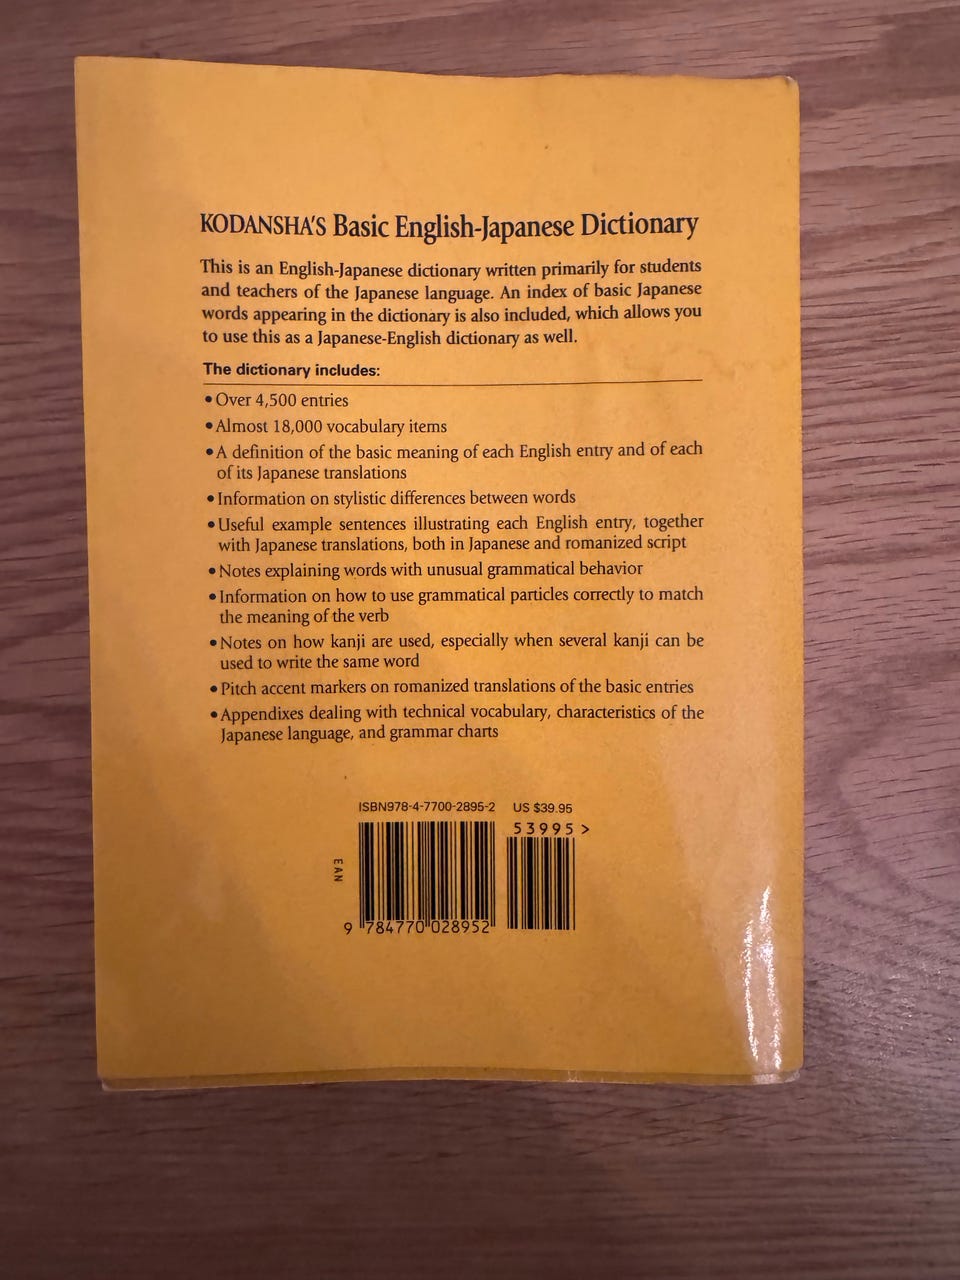 KODANSHA'S Basic English-Japanese Dictionary
This is an English-Japanese dictionary written primarily for students
and teachers of the Japanese language. An index of basic Japanese
words appearing in the dictionary is also included, which allows you
to use this as a Japanese-English dictionary as well.
The dictionary includes:
• Over 4,500 entries
• Almost 18,000 vocabulary items
• A definition of the basic meaning of each English entry and of each
of its Japanese translations
• Information on stylistic differences between words
• Useful example sentences illustrating each English entry, together
with Japanese translations, both in Japanese and romanized script
• Notes explaining words with unusual grammatical behavior
• Information on how to use grammatical particles correctly to match
the meaning of the verb
• Notes on how kanji are used, especially when several kanji can be
used to write the same word
• Pitch accent markers on romanized translations of the basic entries
• Appendixes dealing with technical vocabulary, characteristics of the
Japanese language, and grammar charts
ISBN978-4-7700-2895-2 US $39.95
53995>
EAN
9 784770 028952